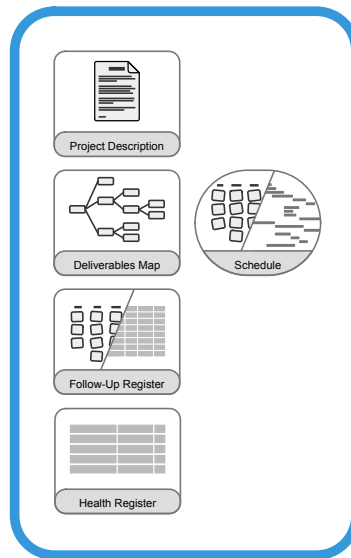 Project Description
Deliverables Map
Schedule
Follow-Up Register
Health Register